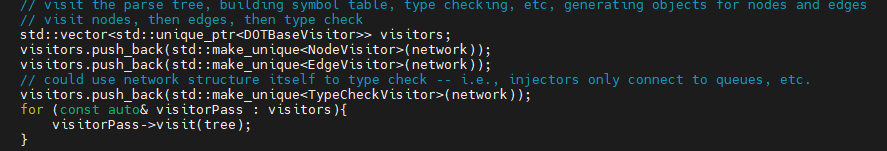 // visit the parse tree, building symbol table, type checking, etc, generating objects for nodes and edges
// visit nodes, then edges, then type check
std::vector<std::unique_ptr<DOTBaseVisitor>> visitors;
visitors.push_back(std::make_unique<NodeVisitor>(network));
visitors.push_back(std::make_unique<EdgeVisitor>(network));
// could use network structure itself to type check -- i.e., injectors only connect to queues, etc.
visitors.push_back(std::make_unique<TypeCheckVisitor>(network));
for (const auto& visitorPass : visitors){
    visitorPass->visit(tree);
}